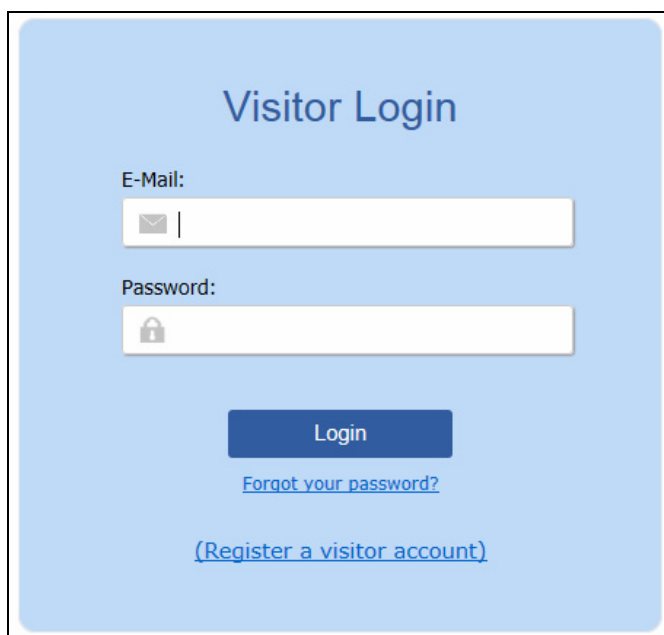 Visitor Login
E-Mail:
Password:
Login
Forgot your password?
(Register a visitor account)